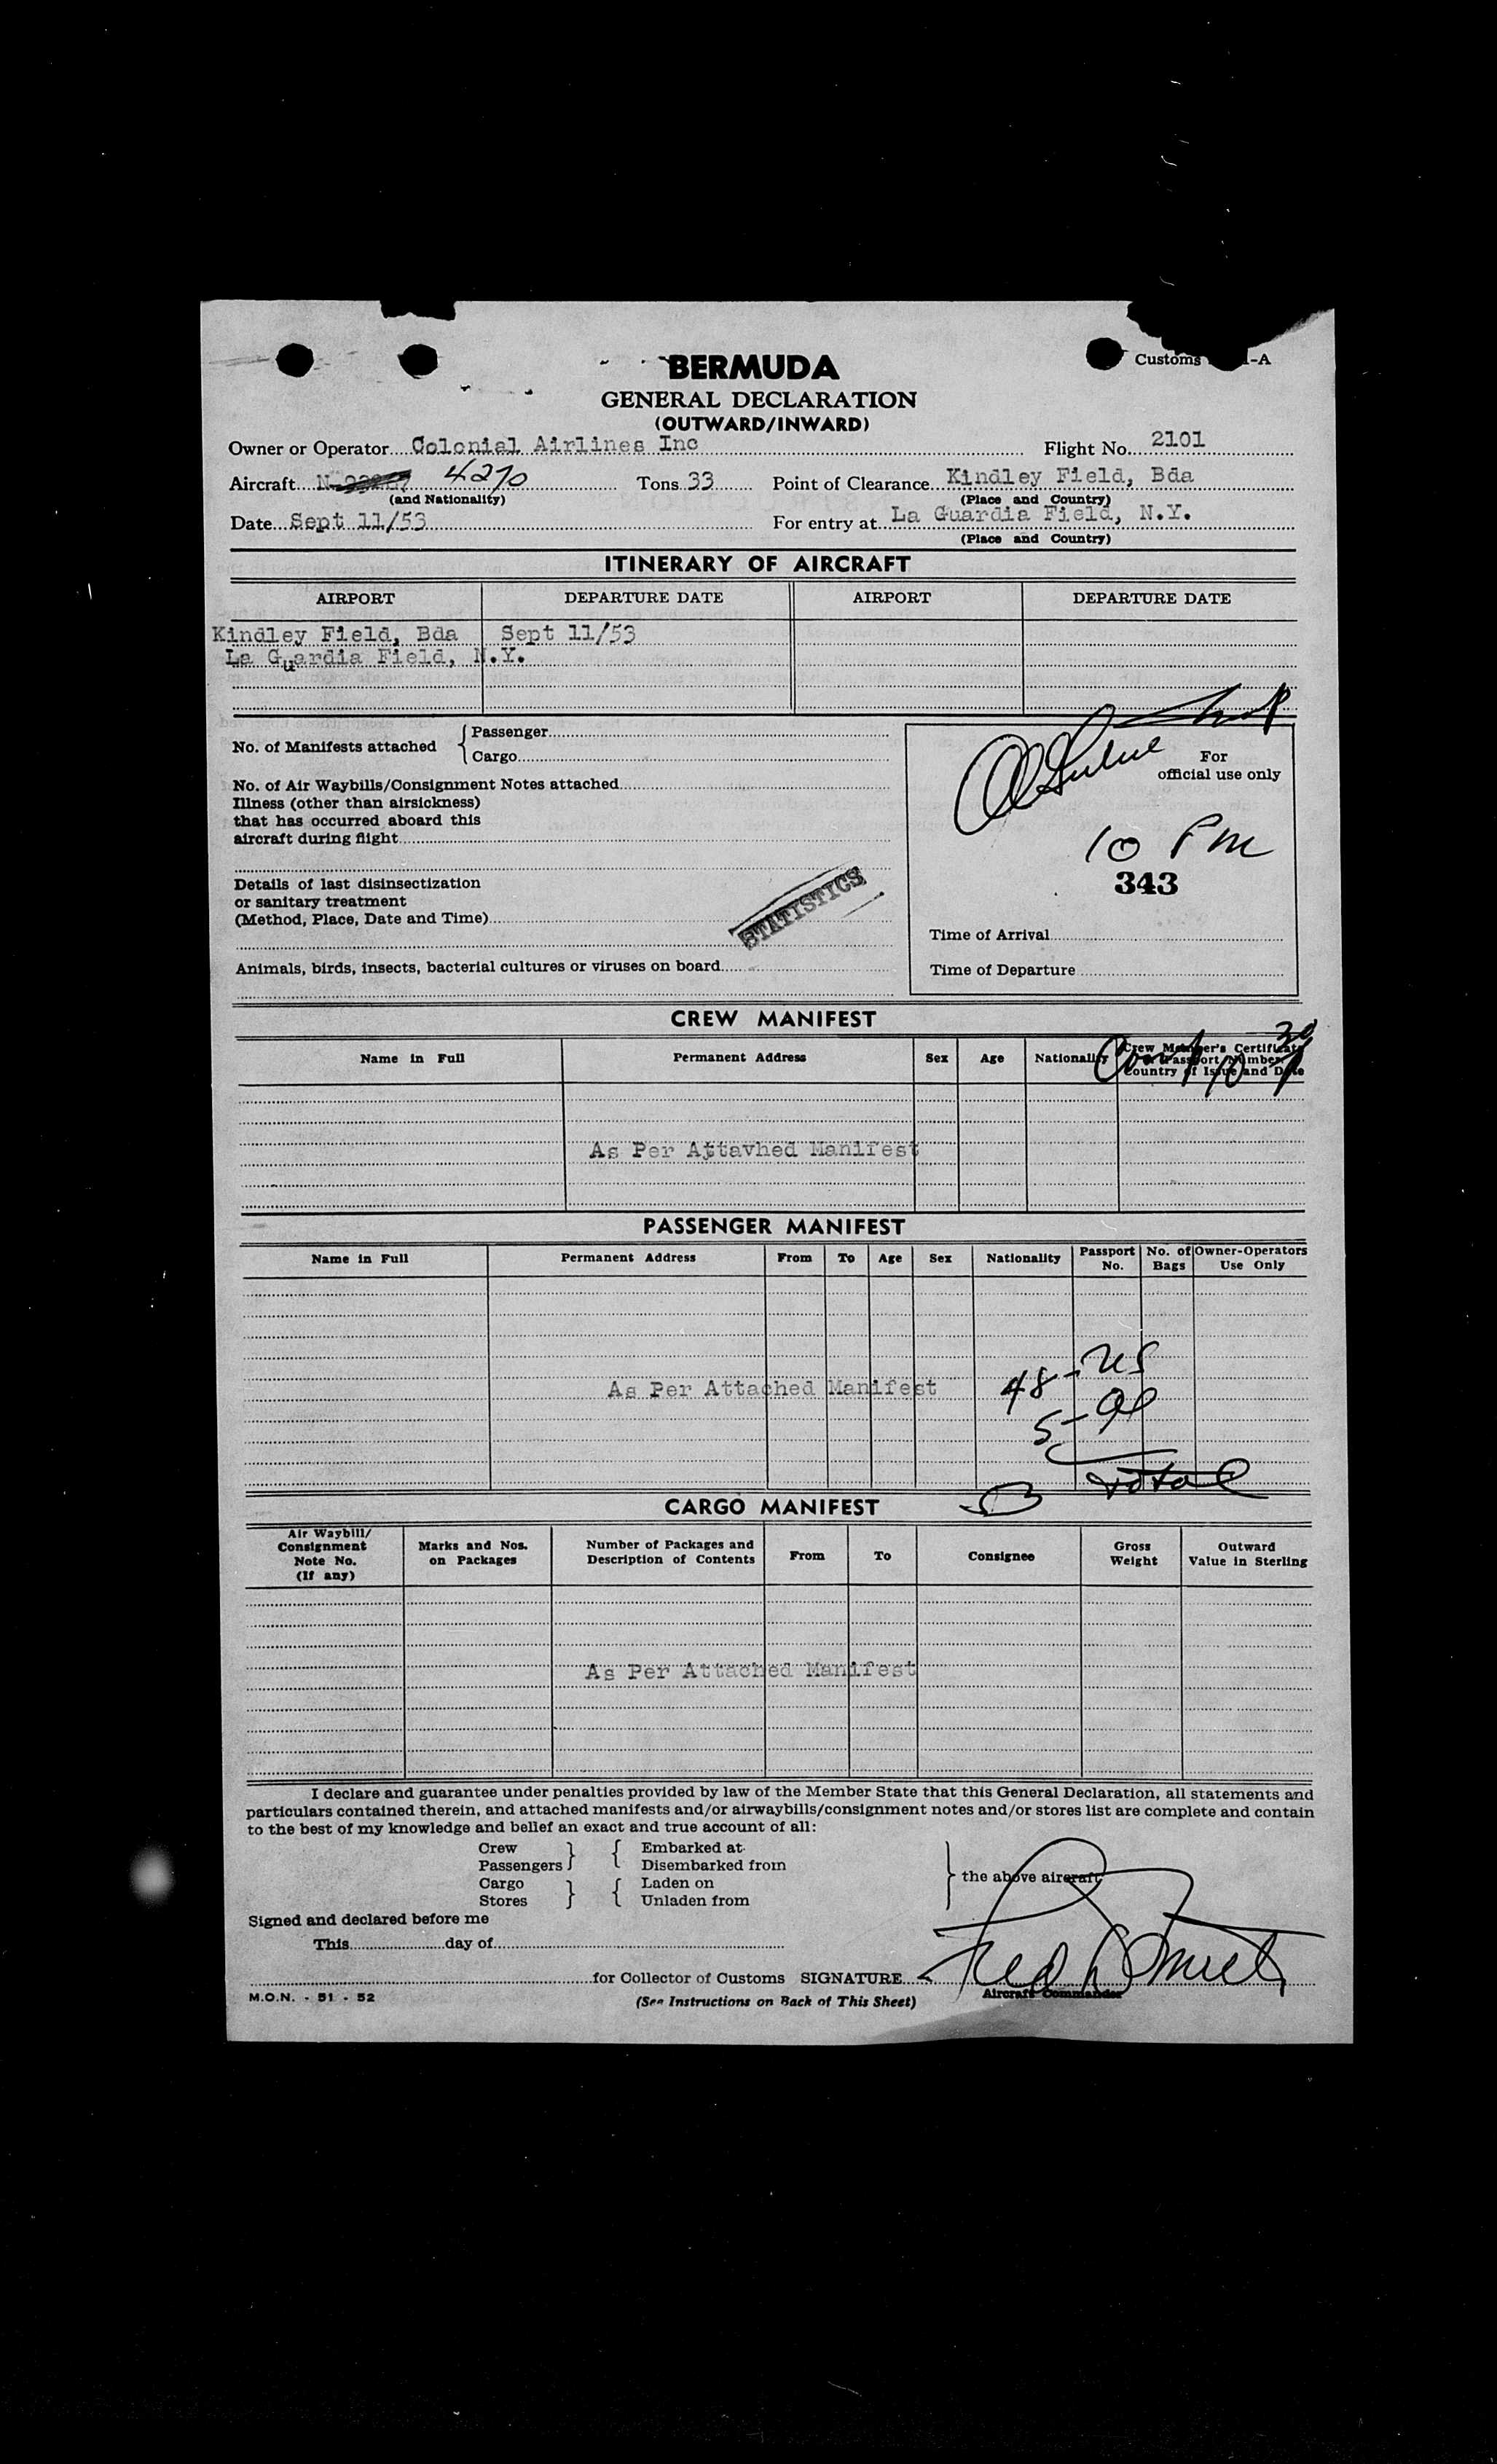 Customs -A
BERMUDA
GENERAL DECLARATION
(OUTWARD/INWARD)
Owner or Operator Colonial Airlines Inc Flight No. 2101
Aircraft N 4270 Tons 33 Point of Clearance Kindley Field, Bda
(and Nationality) (Place and Country)
Date Sept 11/53 For entry at La Guardia Field, N.Y.
(Place and Country)
ITINERARY OF AIRCRAFT
AIRPORT DEPARTURE DATE AIRPORT DEPARTURE DATE
Kindley Field, Bda Sept 11/53
La Guardia Field, N.Y.
No. of Manifests attached { Passenger
Cargo
No. of Air Waybills/Consignment Notes attached
Illness (other than airsickness)
that has occurred aboard this
aircraft during flight
Details of last disinsectization
or sanitary treatment
(Method, Place, Date and Time)
STATISTICS
Animals, birds, insects, bacterial cultures or viruses on board
For
official use only
10 PM
343
Time of Arrival
Time of Departure
CREW MANIFEST
Name in Full Permanent Address Sex Age Nationality Crew Member's Certificate
or Passport Number
Country of Issue and Date
As Per Attavhed Manifest
PASSENGER MANIFEST
Name in Full Permanent Address From To Age Sex Nationality Passport No. No. of Bags Owner-Operators Use Only
48 - US
As Per Attached Manifest
5 - al
53 total
CARGO MANIFEST
Air Waybill/ Consignment Note No. (If any) Marks and Nos. on Packages Number of Packages and Description of Contents From To Consignee Gross Weight Outward Value in Sterling
As Per Attached Manifest
I declare and guarantee under penalties provided by law of the Member State that this General Declaration, all statements and
particulars contained therein, and attached manifests and/or airwaybills/consignment notes and/or stores list are complete and contain
to the best of my knowledge and belief an exact and true account of all:
Crew } { Embarked at
Passengers Disembarked from } the above aircraft
Cargo } { Laden on
Stores Unladen from
Signed and declared before me
This day of
for Collector of Customs SIGNATURE
Aircraft Commander
M.O.N. - 51 - 52
(See Instructions on Back of This Sheet)